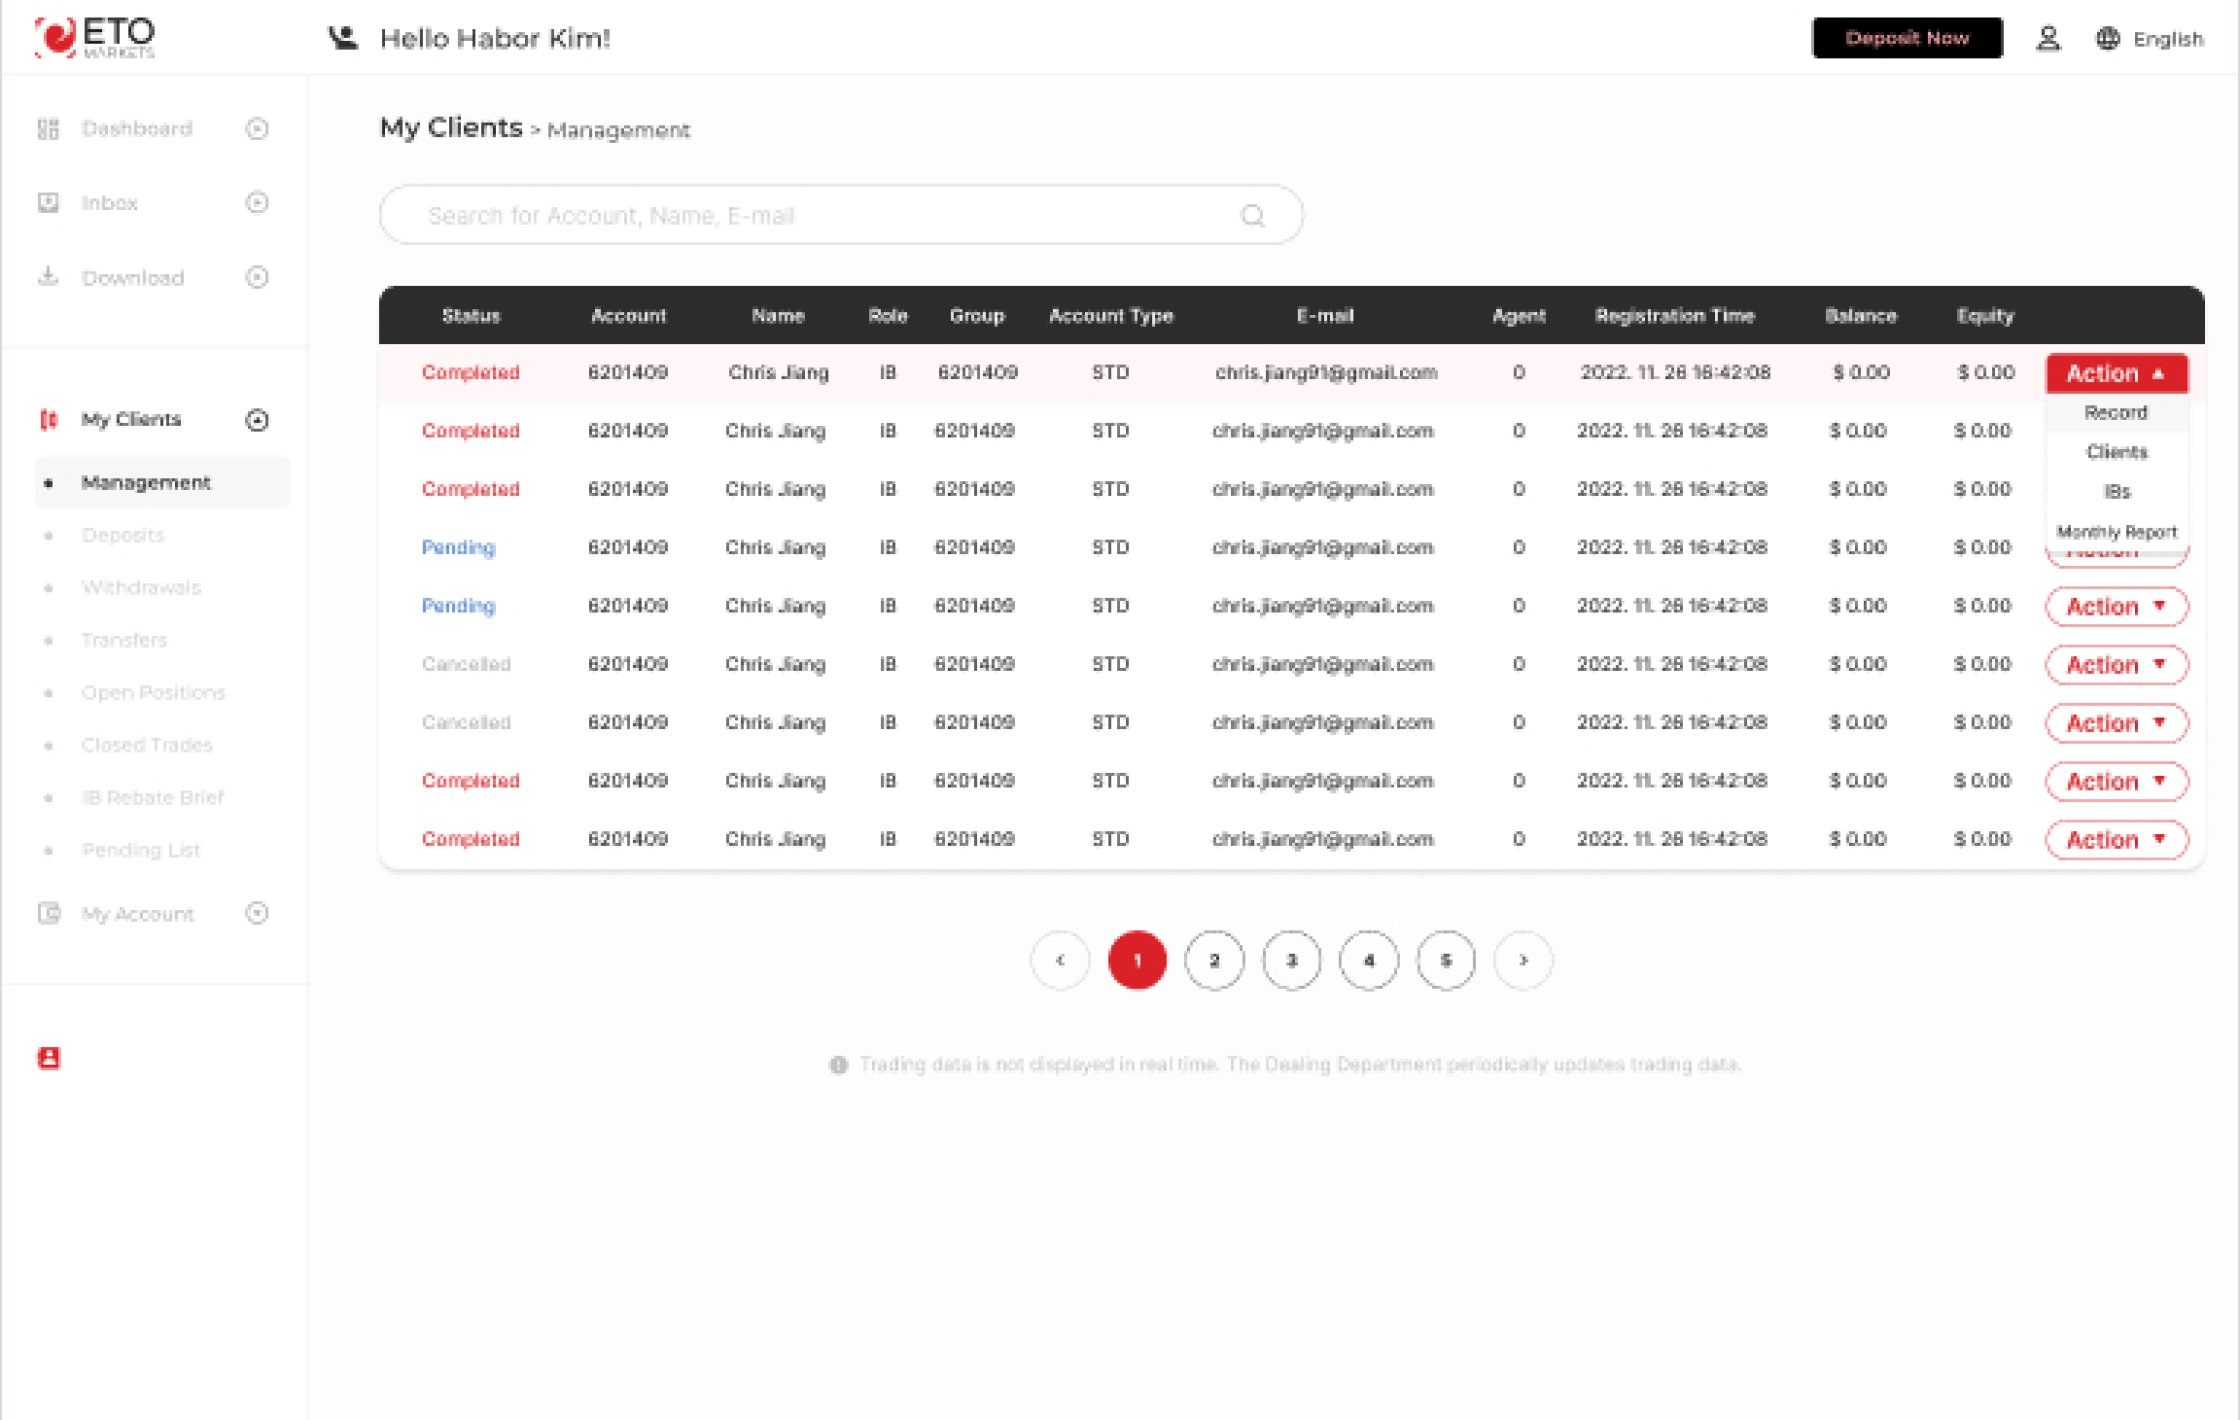 ETO
MARKETS
Hello Habor Kim!
Deposit Now
English
Dashboard
Inbox
Download
My Clients
Management
Deposits
Withdrawals
Transfers
Open Positions
Closed Trades
IB Rebate Brief
Pending List
My Account
My Clients > Management
Search for Account, Name, E-mail
Status Account Name Role Group Account Type E-mail Agent Registration Time Balance Equity
Completed 6201409 Chris Jiang IB 6201409 STD chris.jiang91@gmail.com 0 2022. 11. 26 16:42:08 $ 0.00 $ 0.00 Action ▲
Completed 6201409 Chris Jiang IB 6201409 STD chris.jiang91@gmail.com 0 2022. 11. 26 16:42:08 $ 0.00 $ 0.00
Completed 6201409 Chris Jiang IB 6201409 STD chris.jiang91@gmail.com 0 2022. 11. 26 16:42:08 $ 0.00 $ 0.00
Pending 6201409 Chris Jiang IB 6201409 STD chris.jiang91@gmail.com 0 2022. 11. 26 16:42:08 $ 0.00 $ 0.00
Pending 6201409 Chris Jiang IB 6201409 STD chris.jiang91@gmail.com 0 2022. 11. 26 16:42:08 $ 0.00 $ 0.00 Action ▼
Cancelled 6201409 Chris Jiang IB 6201409 STD chris.jiang91@gmail.com 0 2022. 11. 26 16:42:08 $ 0.00 $ 0.00 Action ▼
Cancelled 6201409 Chris Jiang IB 6201409 STD chris.jiang91@gmail.com 0 2022. 11. 26 16:42:08 $ 0.00 $ 0.00 Action ▼
Completed 6201409 Chris Jiang IB 6201409 STD chris.jiang91@gmail.com 0 2022. 11. 26 16:42:08 $ 0.00 $ 0.00 Action ▼
Completed 6201409 Chris Jiang IB 6201409 STD chris.jiang91@gmail.com 0 2022. 11. 26 16:42:08 $ 0.00 $ 0.00 Action ▼
Record
Clients
IBs
Monthly Report
< 1 2 3 4 5 >
Trading data is not displayed in real time. The Dealing Department periodically updates trading data.